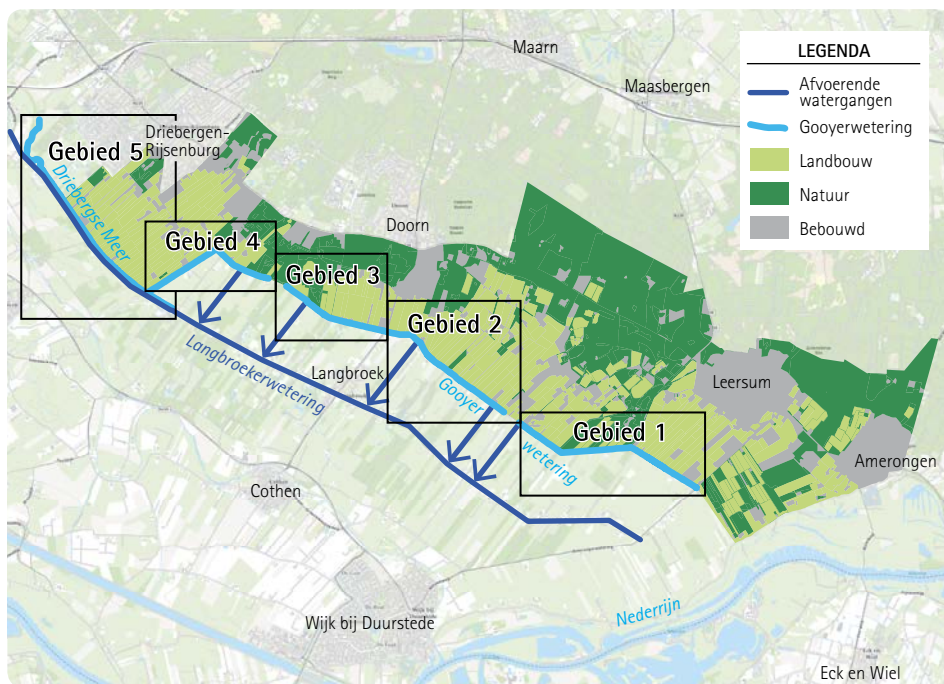 Maarn
Maasbergen
LEGENDA
Afvoerende
watergangen
Gooyerwetering
Landbouw
Natuur
Bebouwd
Driebergen-
Rijsenburg
Gebied 5
Driebergse Meer
Doorn
Gebied 4
Gebied 3
Gebied 2
Langbroekerwetering
Langbroek
Gooyer
wetering
Gebied 1
Leersum
Amerongen
Cothen
Wijk bij Duurstede
Nederrijn
Eck en Wiel